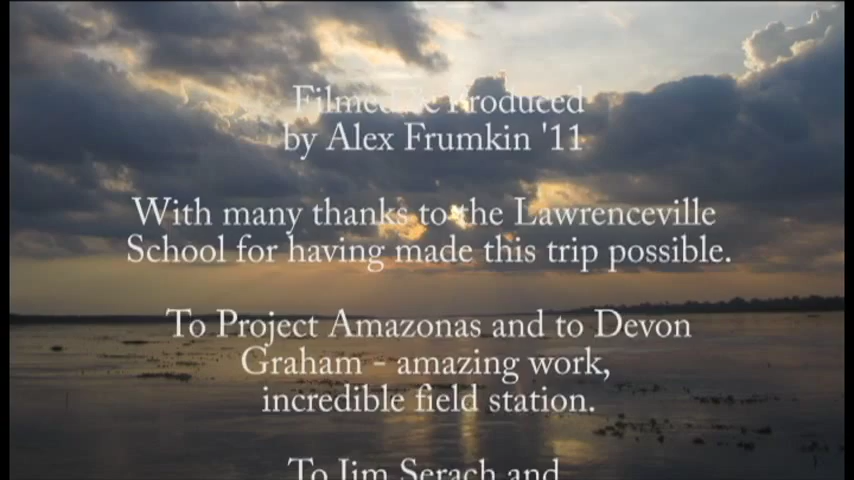 Filmed & Produced
by Alex Frumkin '11
With many thanks to the Lawrenceville
School for having made this trip possible.
To Project Amazonas and to Devon
Graham - amazing work,
incredible field station.
To Jim Serach and